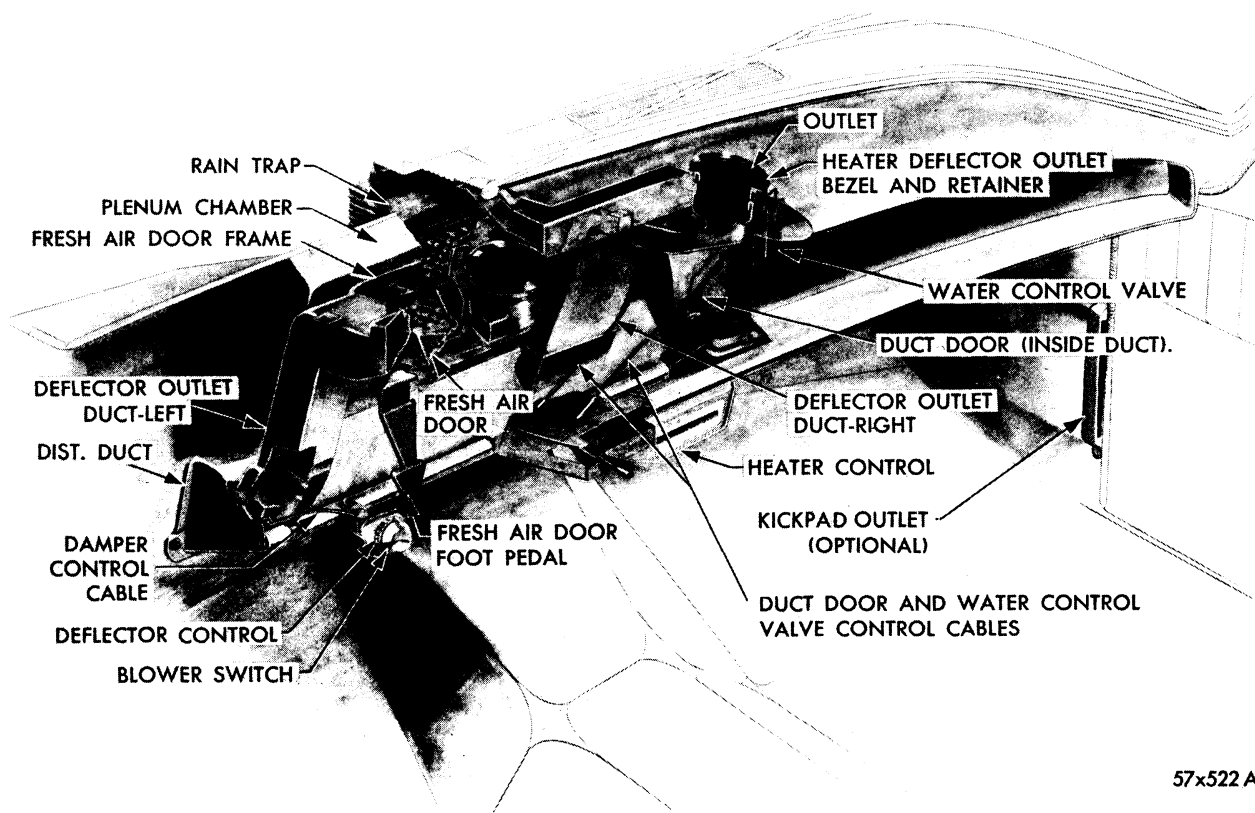 OUTLET
RAIN TRAP
HEATER DEFLECTOR OUTLET
BEZEL AND RETAINER
PLENUM CHAMBER
FRESH AIR DOOR FRAME
WATER CONTROL VALVE
DUCT DOOR (INSIDE DUCT).
DEFLECTOR OUTLET
DUCT-LEFT
FRESH AIR
DOOR
DEFLECTOR OUTLET
DUCT-RIGHT
DIST. DUCT
HEATER CONTROL
KICKPAD OUTLET
(OPTIONAL)
FRESH AIR DOOR
FOOT PEDAL
DAMPER
CONTROL
CABLE
DUCT DOOR AND WATER CONTROL
VALVE CONTROL CABLES
DEFLECTOR CONTROL
BLOWER SWITCH
57x522 A